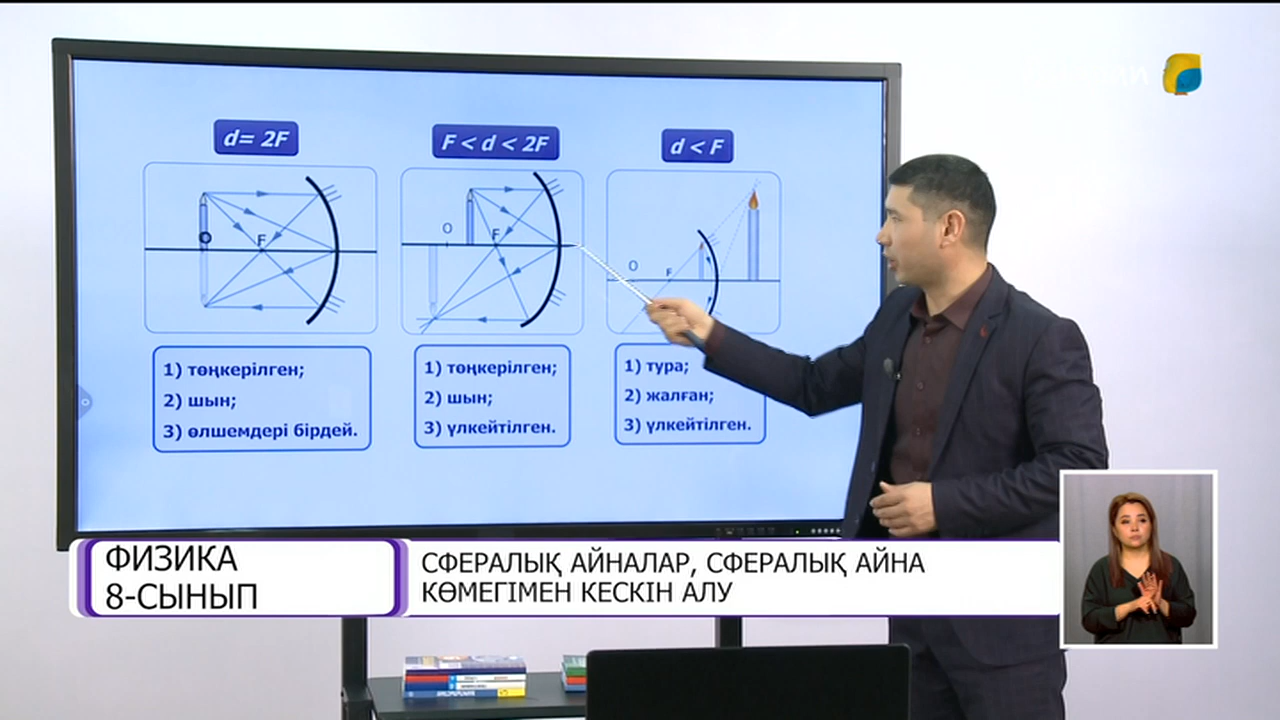 d= 2F
F < d < 2F
d < F
O
F
O
F
O
F
1) төңкерілген;
2) шын;
3) өлшемдері бірдей.
1) төңкерілген;
2) шын;
3) үлкейтілген.
1) тура;
2) жалған;
3) үлкейтілген.
ФИЗИКА
8-СЫНЫП
СФЕРАЛЫҚ АЙНАЛАР, СФЕРАЛЫҚ АЙНА
КӨМЕГІМЕН КЕСКІН АЛУ